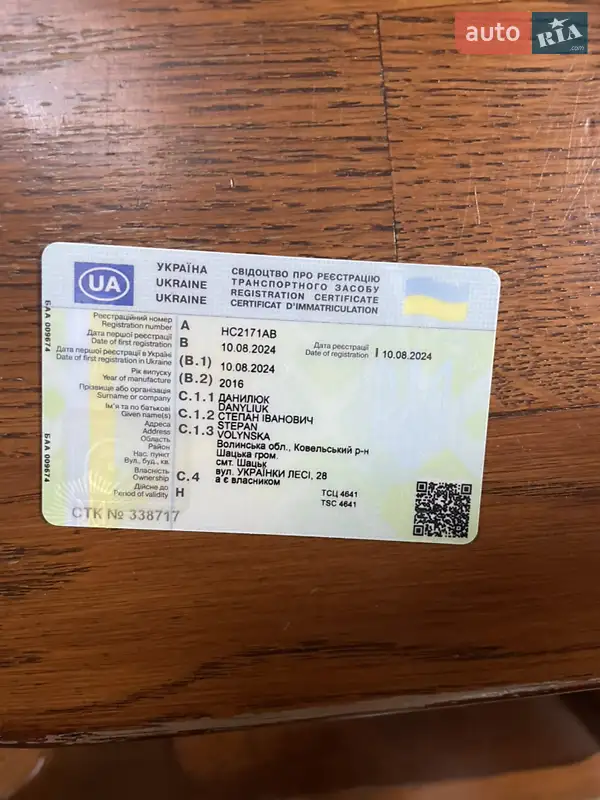 auto RIA .com
UA
УКРАЇНА
UKRAINE
UKRAINE
СВІДОЦТВО ПРО РЕЄСТРАЦІЮ
ТРАНСПОРТНОГО ЗАСОБУ
REGISTRATION CERTIFICATE
CERTIFICAT D'IMMATRICULATION
БАА 009674
БАА 009674
Реєстраційний номер
Registration number A HC2171AB
Дата першої реєстрації
Date of first registration B 10.08.2024
Дата реєстрації
Date of registration I 10.08.2024
Дата першої реєстрації в Україні
Date of first registration in Ukraine (B.1) 10.08.2024
Рік випуску
Year of manufacture (B.2) 2016
Прізвище або організація
Surname or company C.1.1 ДАНИЛЮК
DANYLIUK
Ім'я та по батькові
Given name(s) C.1.2 СТЕПАН ІВАНОВИЧ
STEPAN
Адреса
Address C.1.3 VOLYNSKA
Область
Район
Нас. пункт
Вул., буд., кв.
Волинська обл., Ковельський р-н
Шацька гром.
смт. Шацьк
вул. УКРАЇНКИ ЛЕСІ, 28
Власність
Ownership C.4 а є власником
Дійсне до
Period of validity H
ТСЦ 4641
TSC 4641
СТК № 338717